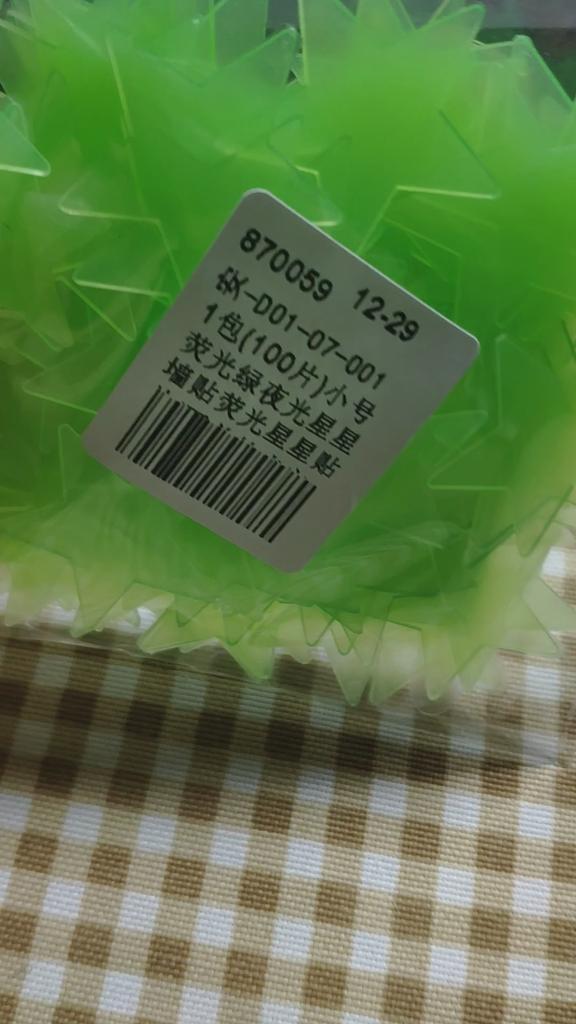 870059 12-29
安-D01-07-001
1包(100片)小号
荧光绿夜光星星
墙贴荧光星星贴